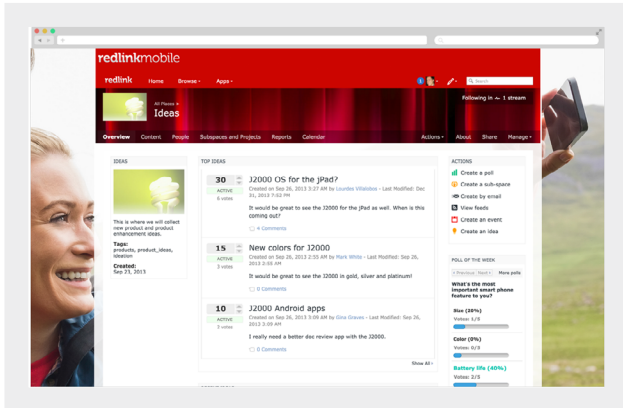 redlinkmobile
redlink Home Browse Apps Search
Following in 1 stream
All Places >
Ideas
Overview Content People Subspaces and Projects Reports Calendar Actions About Share Manage
IDEAS
This is where we will collect
new product and product
enhancement ideas.
Tags:
products, product_ideas,
ideation
Created:
Sep 23, 2013
TOP IDEAS
30
ACTIVE
6 votes
J2000 OS for the jPad?
Created on Sep 26, 2013 3:27 AM by Lourdes Villalobos - Last Modified: Dec
31, 2013 7:52 PM
It would be great to see the J2000 for the jPad as well. When is this
coming out?
4 Comments
15
ACTIVE
3 votes
New colors for J2000
Created on Sep 26, 2013 2:55 AM by Mark White - Last Modified: Sep 26,
2013 2:55 AM
It would be great to see the J2000 in gold, silver and platinum!
0 Comments
10
ACTIVE
3 votes
J2000 Android apps
Created on Sep 26, 2013 3:09 AM by Gina Graves - Last Modified: Sep 26,
2013 3:09 AM
I really need a better doc review app with the J2000.
0 Comments
Show All >
ACTIONS
Create a poll
Create a sub-space
Create by email
View feeds
Create an event
Create an idea
POLL OF THE WEEK
< Previous Next > More polls
What's the most
important smart phone
feature to you?
Size (20%)
Votes: 1/5
Color (0%)
Votes: 0/3
Battery life (40%)
Votes: 2/5